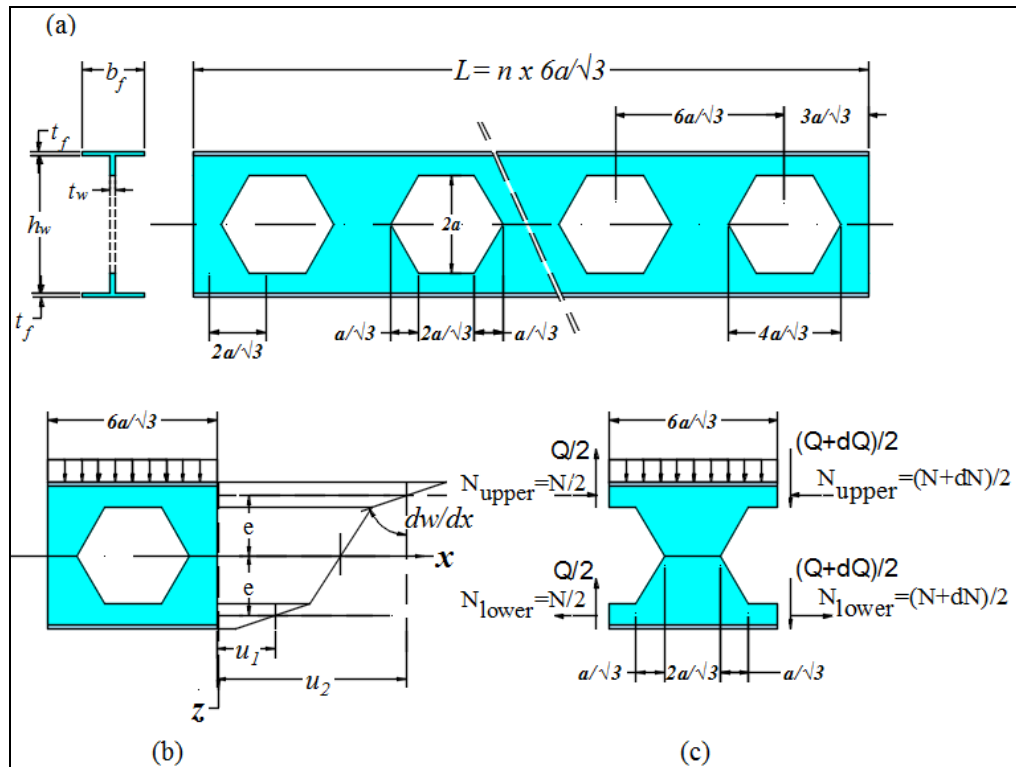 (a)
b_f
L= n x 6a/√3
6a/√3
3a/√3
t_f
t_w
h_w
2a
t_f
2a/√3
a/√3
2a/√3
a/√3
4a/√3
6a/√3
6a/√3
Q/2
(Q+dQ)/2
N_upper=N/2
N_upper=(N+dN)/2
e
dw/dx
x
e
Q/2
(Q+dQ)/2
N_lower=N/2
N_lower=(N+dN)/2
u_1
a/√3
2a/√3
a/√3
u_2
z
(b)
(c)